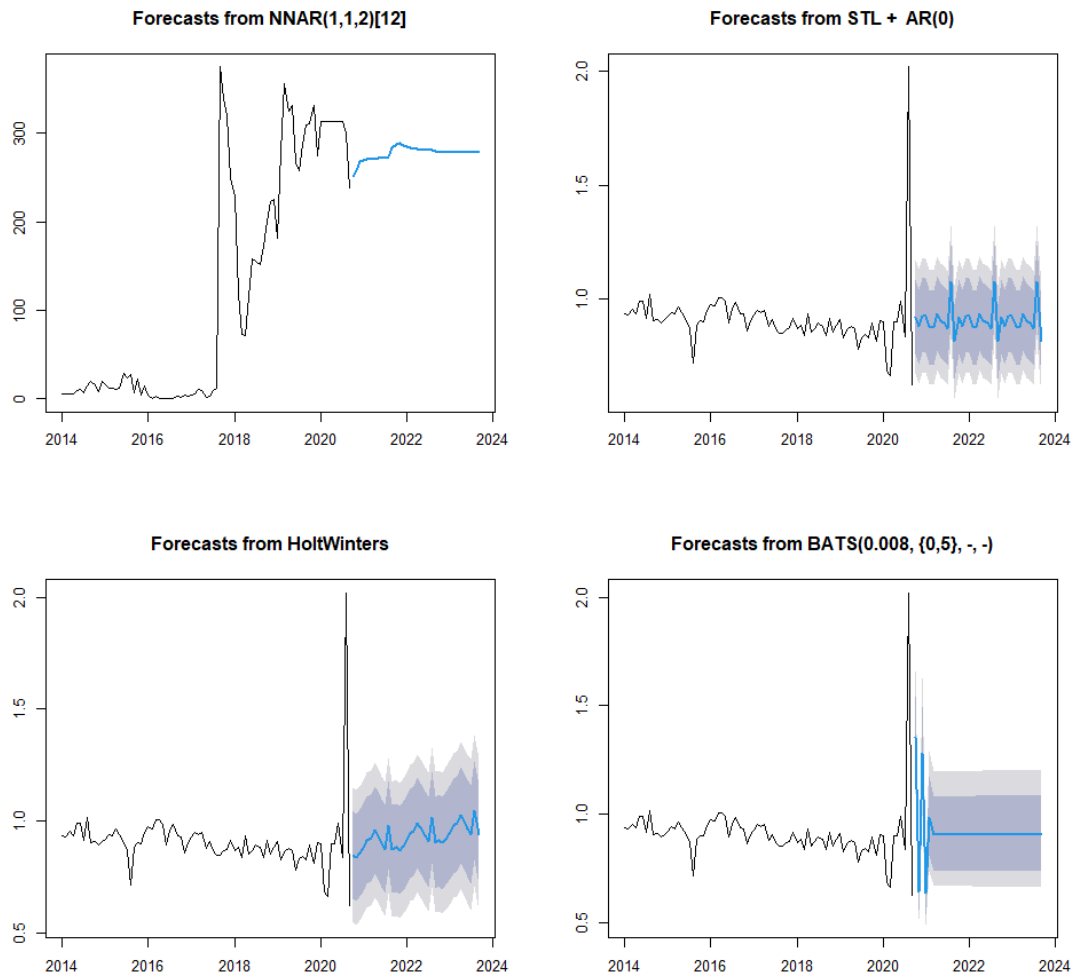 Forecasts from NNAR(1,1,2)[12]
300
200
100
0
2014 2016 2018 2020 2022 2024
Forecasts from STL + AR(0)
2.0
1.5
1.0
2014 2016 2018 2020 2022 2024
Forecasts from HoltWinters
2.0
1.5
1.0
0.5
2014 2016 2018 2020 2022 2024
Forecasts from BATS(0.008, {0,5}, -, -)
2.0
1.5
1.0
0.5
2014 2016 2018 2020 2022 2024